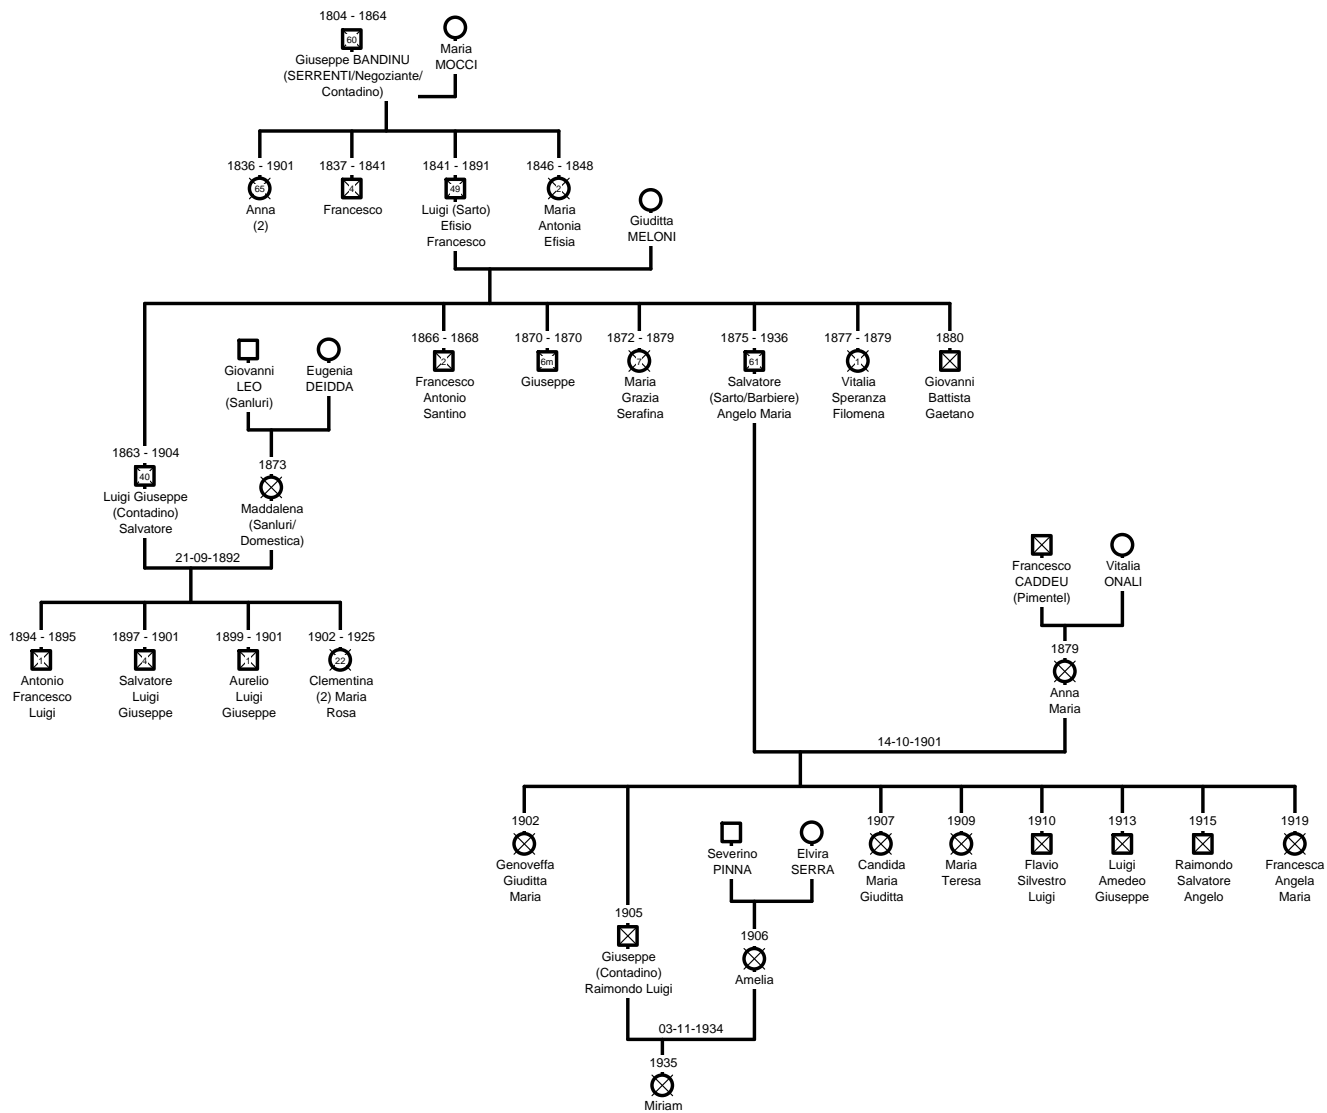 1804 - 1864
60
Giuseppe BANDINU
(SERRENTI/Negoziante/
Contadino)
Maria
MOCCI
1836 - 1901
65
Anna
(2)
1837 - 1841
4
Francesco
1841 - 1891
49
Luigi (Sarto)
Efisio
Francesco
1846 - 1848
2
Maria
Antonia
Efisia
Giuditta
MELONI
Giovanni
LEO
(Sanluri)
Eugenia
DEIDDA
1866 - 1868
2
Francesco
Antonio
Santino
1870 - 1870
6m
Giuseppe
1872 - 1879
7
Maria
Grazia
Serafina
1875 - 1936
61
Salvatore
(Sarto/Barbiere)
Angelo Maria
1877 - 1879
1
Vitalia
Speranza
Filomena
1880
Giovanni
Battista
Gaetano
1863 - 1904
40
Luigi Giuseppe
(Contadino)
Salvatore
1873
Maddalena
(Sanluri/
Domestica)
21-09-1892
Francesco
CADDEU
(Pimentel)
Vitalia
ONALI
1894 - 1895
1
Antonio
Francesco
Luigi
1897 - 1901
4
Salvatore
Luigi
Giuseppe
1899 - 1901
1
Aurelio
Luigi
Giuseppe
1902 - 1925
22
Clementina
(2) Maria
Rosa
1879
Anna
Maria
14-10-1901
1902
Genoveffa
Giuditta
Maria
Severino
PINNA
Elvira
SERRA
1907
Candida
Maria
Giuditta
1909
Maria
Teresa
1910
Flavio
Silvestro
Luigi
1913
Luigi
Amedeo
Giuseppe
1915
Raimondo
Salvatore
Angelo
1919
Francesca
Angela
Maria
1905
Giuseppe
(Contadino)
Raimondo Luigi
1906
Amelia
03-11-1934
1935
Miriam